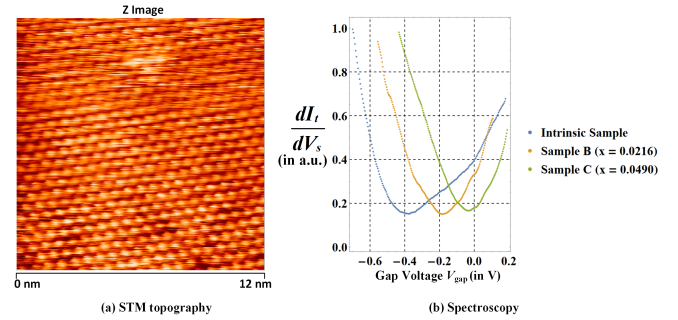 Z Image
0 nm 12 nm
(a) STM topography
dI_t
dV_s
(in a.u.)
1.0
0.8
0.6
0.4
0.2
0.0
−0.6 −0.4 −0.2 0.0 0.2
Gap Voltage V_gap (in V)
Intrinsic Sample
Sample B (x = 0.0216)
Sample C (x = 0.0490)
(b) Spectroscopy